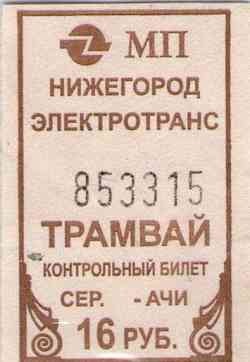 МП
НИЖЕГОРОД
ЭЛЕКТРОТРАНС
853315
ТРАМВАЙ
КОНТРОЛЬНЫЙ БИЛЕТ
СЕР. - АЧИ
16 РУБ.